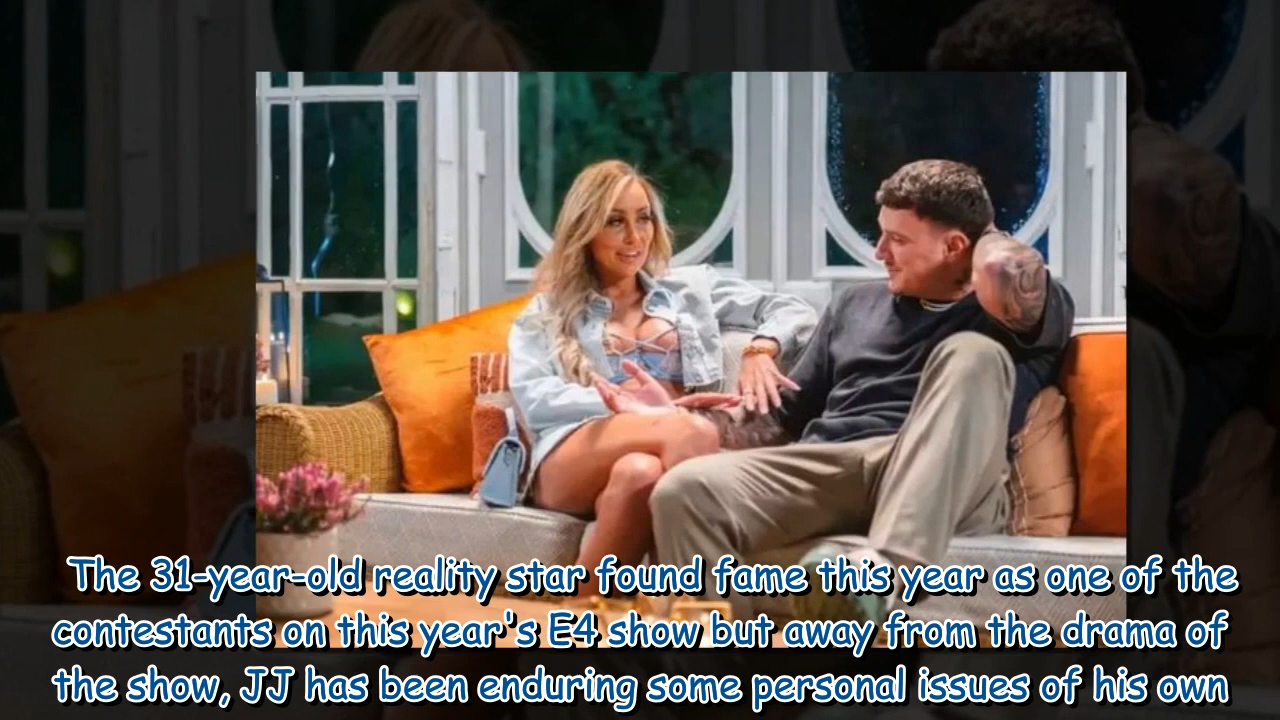 The 31-year-old reality star found fame this year as one of the
contestants on this year's E4 show but away from the drama of
the show, JJ has been enduring some personal issues of his own